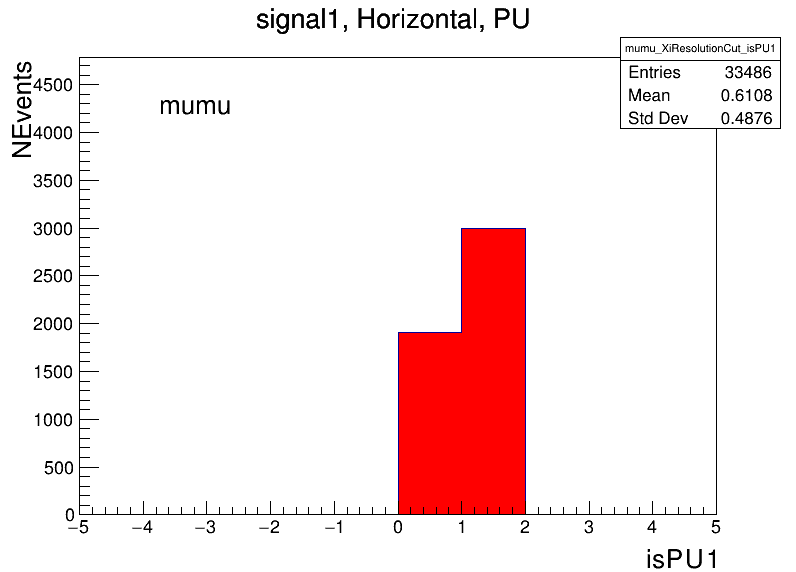 signal1, Horizontal, PU
mumu_XiResolutionCut_isPU1
Entries 33486
Mean 0.6108
Std Dev 0.4876
NEvents
mumu
4500
4000
3500
3000
2500
2000
1500
1000
500
0
−5 −4 −3 −2 −1 0 1 2 3 4 5
isPU1